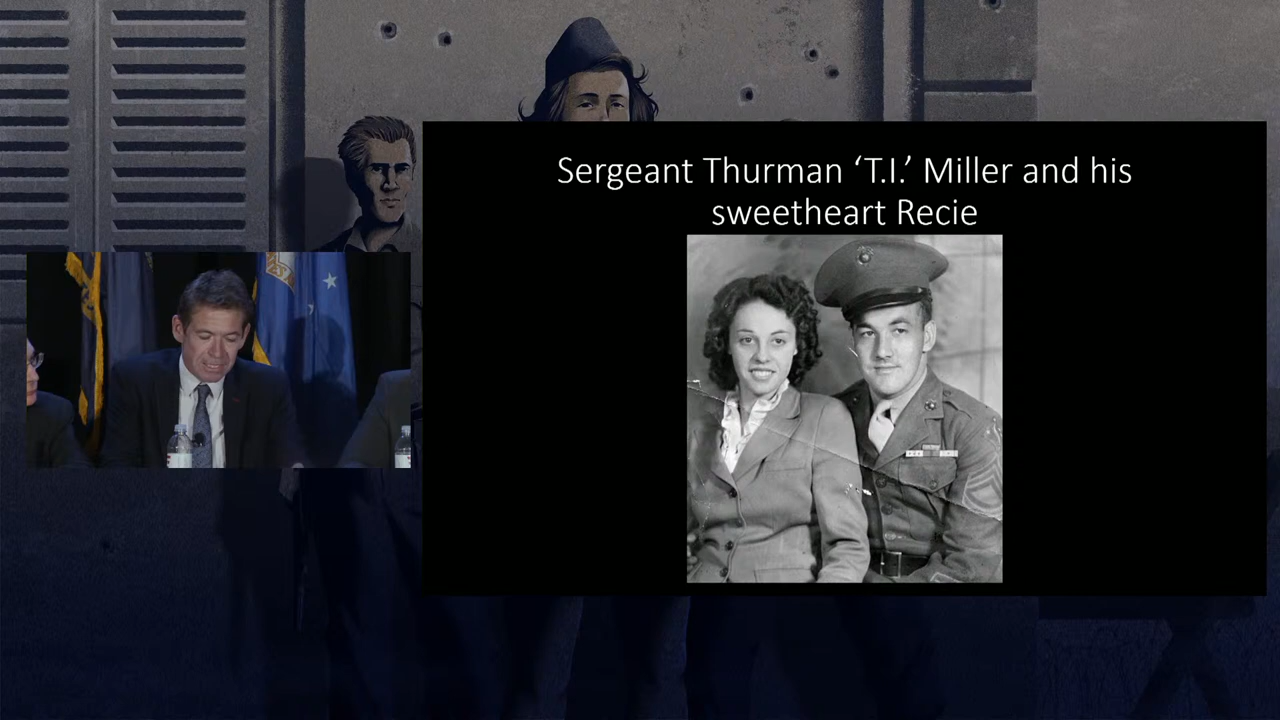 Sergeant Thurman ‘T.I.’ Miller and his
sweetheart Recie